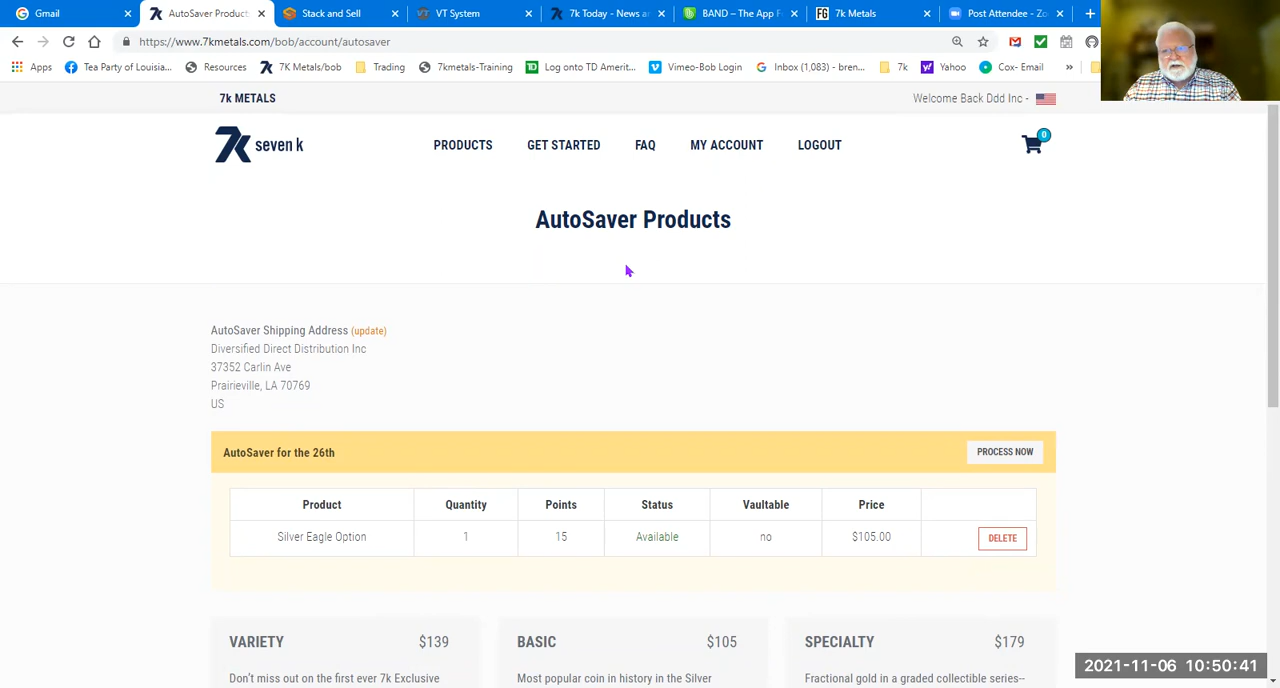 Gmail
AutoSaver Product
Stack and Sell
VT System
7k Today - News a
BAND – The App F
FG 7k Metals
Post Attendee - Zo
https://www.7kmetals.com/bob/account/autosaver
Apps
Tea Party of Louisia...
Resources
7K Metals/bob
Trading
7kmetalstraining
Log onto TD Amerit...
Vimeo-Bob Login
Inbox (1,083) - bren...
7k
Yahoo
Cox- Email
»
7K METALS
Welcome Back Ddd Inc -
7k seven k
PRODUCTS
GET STARTED
FAQ
MY ACCOUNT
LOGOUT
0
AutoSaver Products
AutoSaver Shipping Address (update)
Diversified Direct Distribution Inc
37352 Carlin Ave
Prairieville, LA 70769
US
AutoSaver for the 26th
PROCESS NOW
Product Quantity Points Status Vaultable Price
Silver Eagle Option 1 15 Available no $105.00 DELETE
VARIETY $139
Don't miss out on the first ever 7k Exclusive
BASIC $105
Most popular coin in history in the Silver
SPECIALTY $179
Fractional gold in a graded collectible series--
2021-11-06 10:50:41